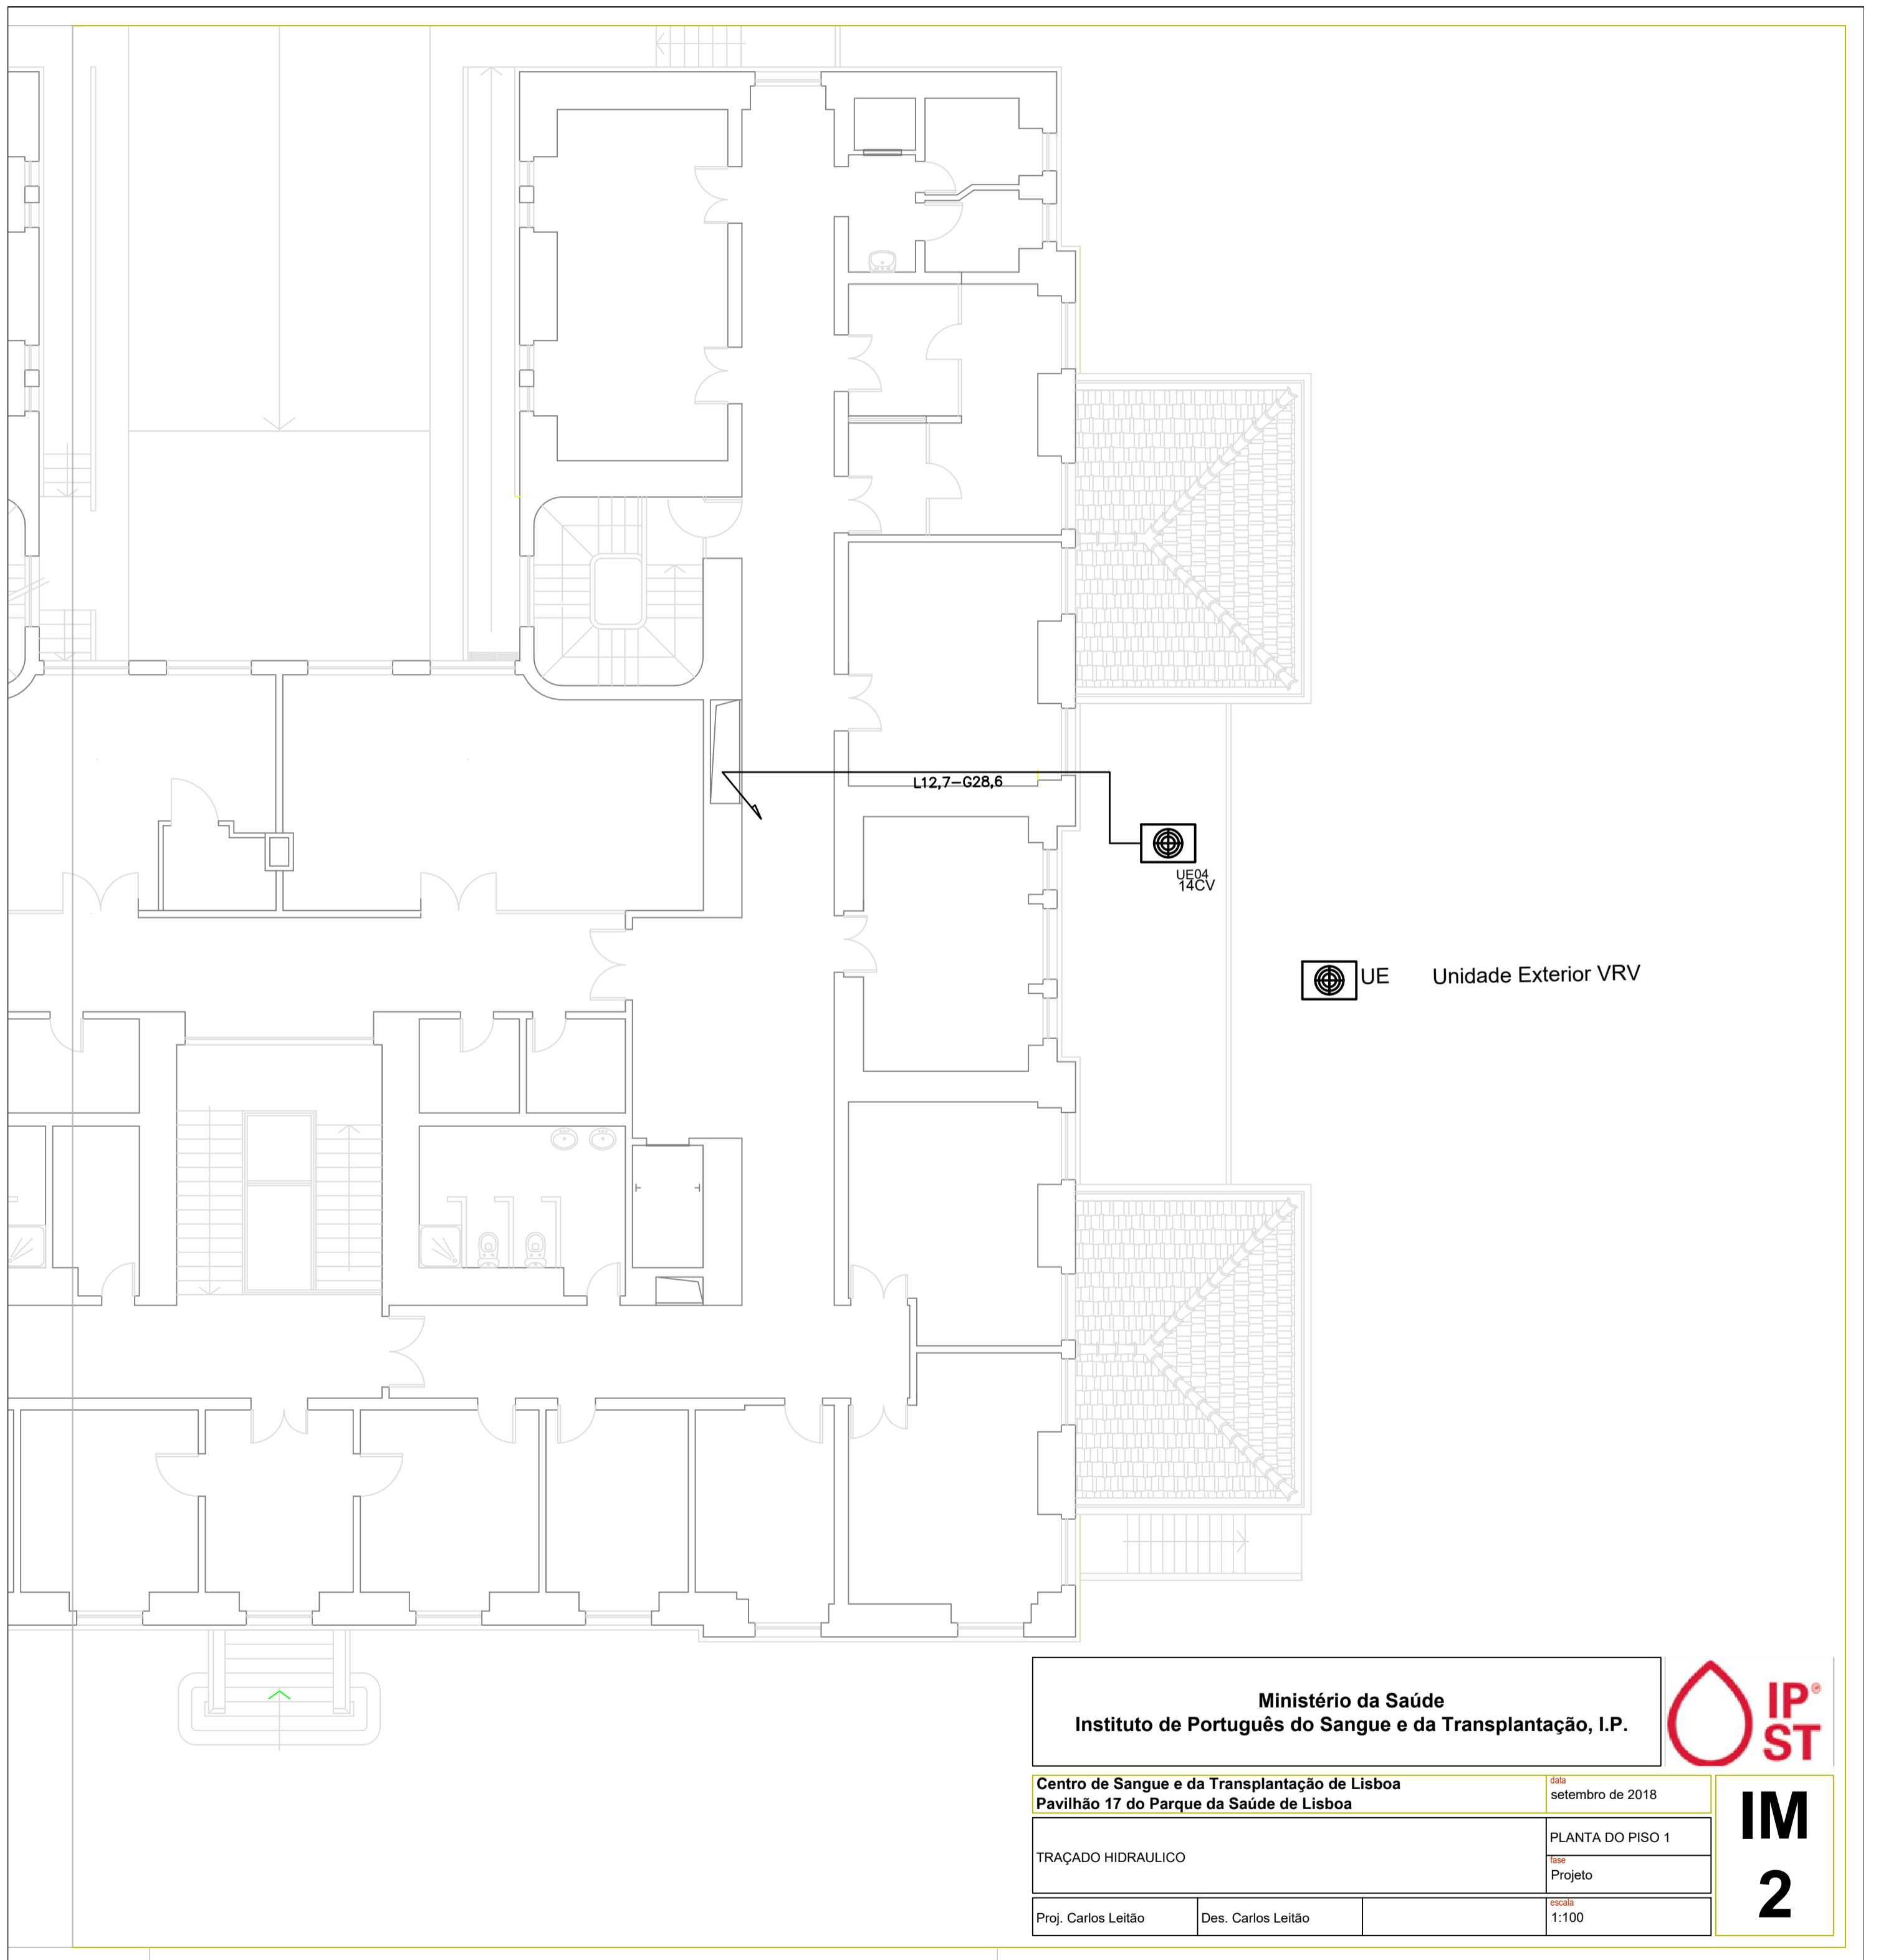 L12,7-G28,6
UE04
14CV
UE Unidade Exterior VRV
Ministério da Saúde
Instituto de Português do Sangue e da Transplantação, I.P.
IP®
ST
Centro de Sangue e da Transplantação de Lisboa
Pavilhão 17 do Parque da Saúde de Lisboa
data
setembro de 2018
TRAÇADO HIDRAULICO
PLANTA DO PISO 1
fase
Projeto
Proj. Carlos Leitão
Des. Carlos Leitão
escala
1:100
IM
2